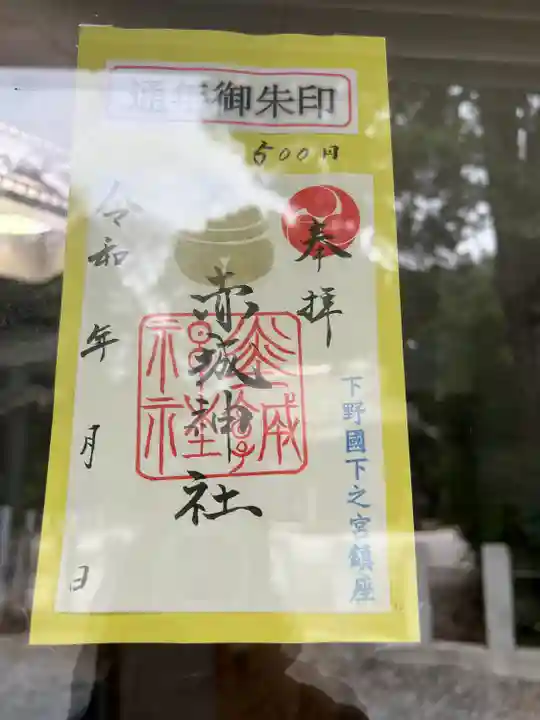 通年御朱印
500円
奉拝
下野國下之宮鎮座
赤城神社
令和 年 月 日